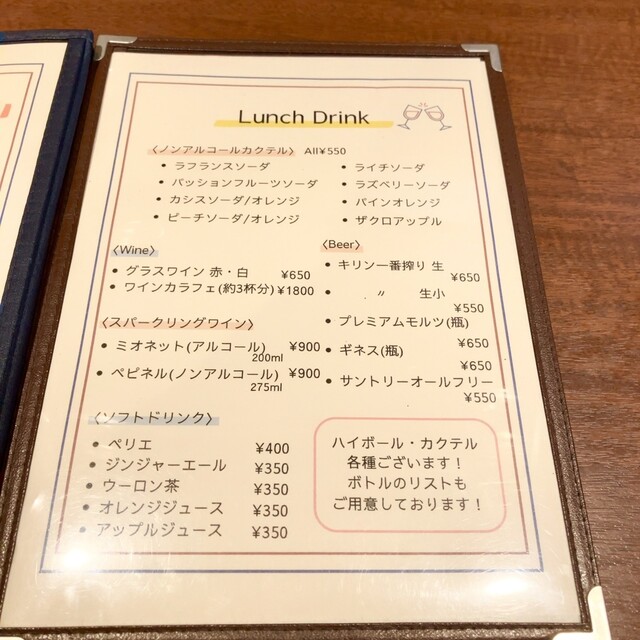 Lunch Drink
〈ノンアルコールカクテル〉 All¥550
• ラフランスソーダ
• パッションフルーツソーダ
• カシスソーダ/オレンジ
• ピーチソーダ/オレンジ
• ライチソーダ
• ラズベリーソーダ
• パインオレンジ
• ザクロアップル
〈Wine〉
• グラスワイン 赤・白 ¥650
• ワインカラフェ(約3杯分) ¥1800
〈スパークリングワイン〉
• ミオネット(アルコール) ¥900
200ml
• ペピネル(ノンアルコール) ¥900
275ml
〈Beer〉
• キリン一番搾り 生
¥650
• 〃 生小
¥550
• プレミアムモルツ(瓶)
¥650
• ギネス(瓶)
¥650
• サントリーオールフリー
¥550
〈ソフトドリンク〉
• ペリエ ¥400
• ジンジャーエール ¥350
• ウーロン茶 ¥350
• オレンジジュース ¥350
• アップルジュース ¥350
ハイボール・カクテル
各種ございます！
ボトルのリストも
ご用意しております！